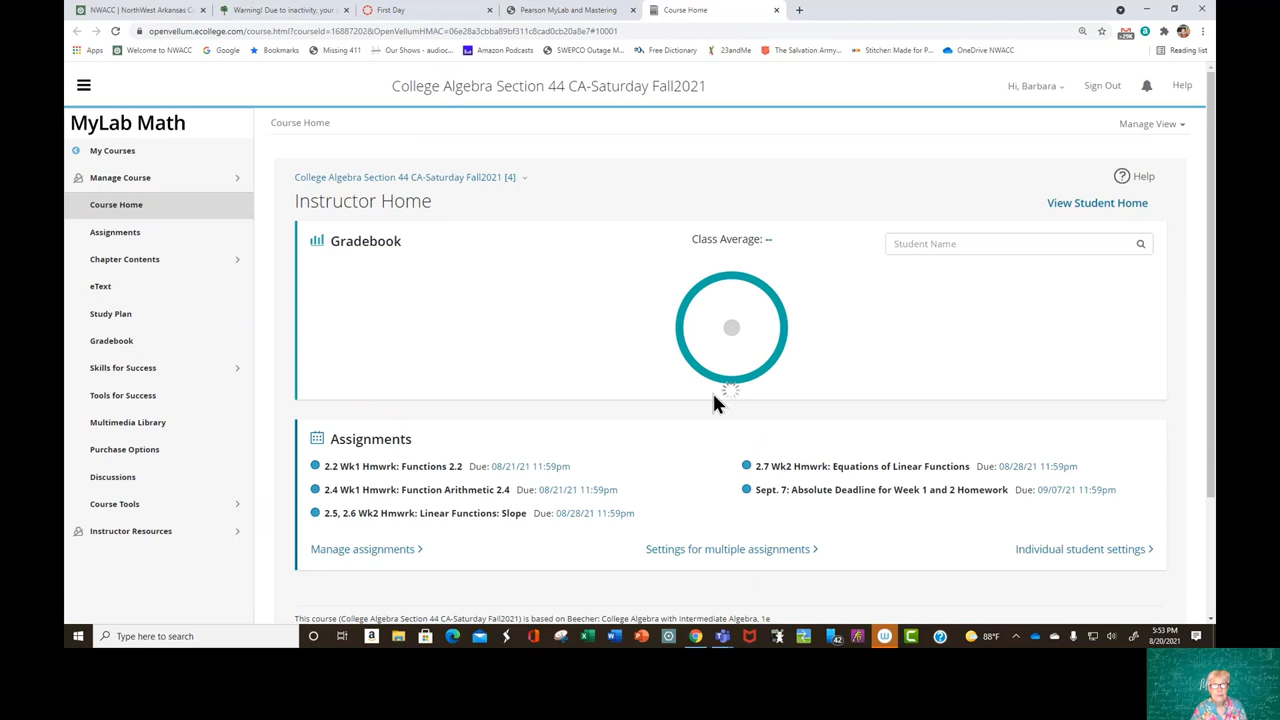 NWACC | NorthWest Arkansas C
Warning! Due to inactivity, your
First Day
Pearson MyLab and Mastering
Course Home
openvellum.ecollege.com/course.html?courseId=16887202&OpenVellumHMAC=06e28a3cbba89bf311c8cad0cb20a8e7#10001
Apps
Welcome to NWACC
Google
Bookmarks
Missing 411
Our Shows - audioc...
Amazon Podcasts
SWEPCO Outage M...
Free Dictionary
23andMe
The Salvation Army...
Stitcher: Made for P...
OneDrive NWACC
Reading list
College Algebra Section 44 CA-Saturday Fall2021
Hi, Barbara
Sign Out
Help
MyLab Math
Course Home
Manage View
My Courses
Manage Course
Course Home
Assignments
Chapter Contents
eText
Study Plan
Gradebook
Skills for Success
Tools for Success
Multimedia Library
Purchase Options
Discussions
Course Tools
Instructor Resources
College Algebra Section 44 CA-Saturday Fall2021 [4]
Help
Instructor Home
View Student Home
Gradebook
Class Average: --
Student Name
Assignments
2.2 Wk1 Hmwrk: Functions 2.2 Due: 08/21/21 11:59pm
2.4 Wk1 Hmwrk: Function Arithmetic 2.4 Due: 08/21/21 11:59pm
2.5, 2.6 Wk2 Hmwrk: Linear Functions: Slope Due: 08/28/21 11:59pm
2.7 Wk2 Hmwrk: Equations of Linear Functions Due: 08/28/21 11:59pm
Sept. 7: Absolute Deadline for Week 1 and 2 Homework Due: 09/07/21 11:59pm
Manage assignments
Settings for multiple assignments
Individual student settings
This course (College Algebra Section 44 CA-Saturday Fall2021) is based on Beecher: College Algebra with Intermediate Algebra, 1e
Type here to search
42
88°F
5:53 PM
8/20/2021